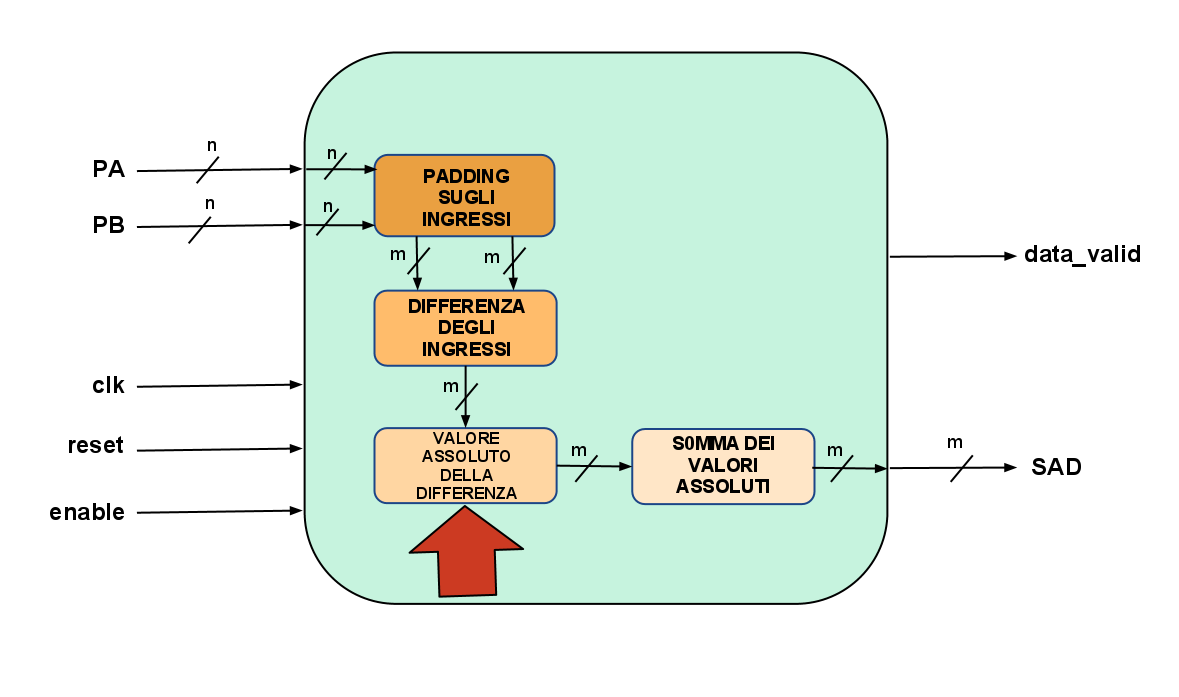 n
PA
n
PADDING
SUGLI
INGRESSI
n
PB
n
m
m
data_valid
DIFFERENZA
DEGLI
INGRESSI
clk
m
reset
VALORE
ASSOLUTO
DELLA
DIFFERENZA
m
S0MMA DEI
VALORI
ASSOLUTI
m
m
SAD
enable